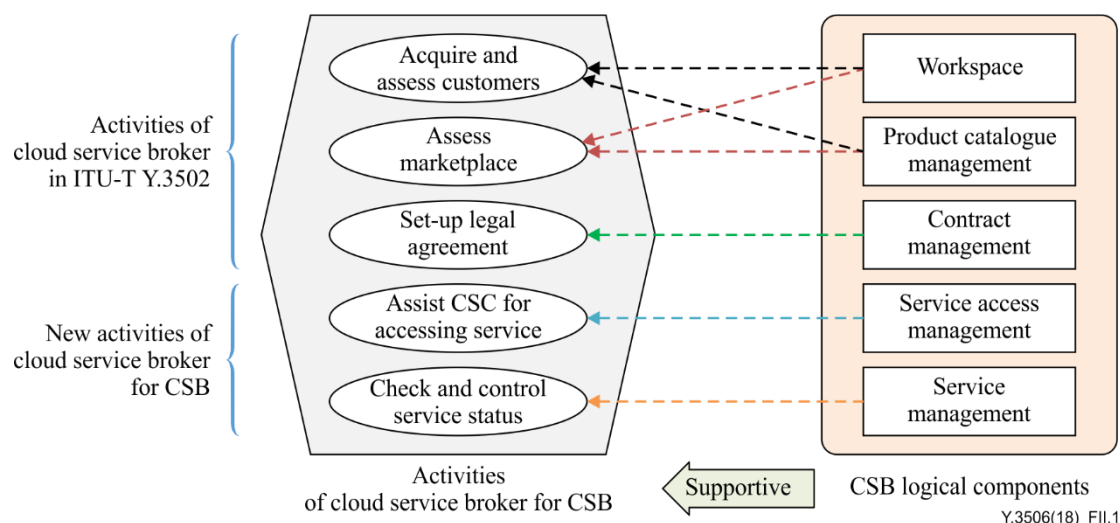 Activities of
cloud service broker
in ITU-T Y.3502
New activities of
cloud service broker
for CSB
Acquire and
assess customers
Assess
marketplace
Set-up legal
agreement
Assist CSC for
accessing service
Check and control
service status
Activities
of cloud service broker for CSB
Supportive
Workspace
Product catalogue
management
Contract
management
Service access
management
Service
management
CSB logical components
Y.3506(18)_FII.1